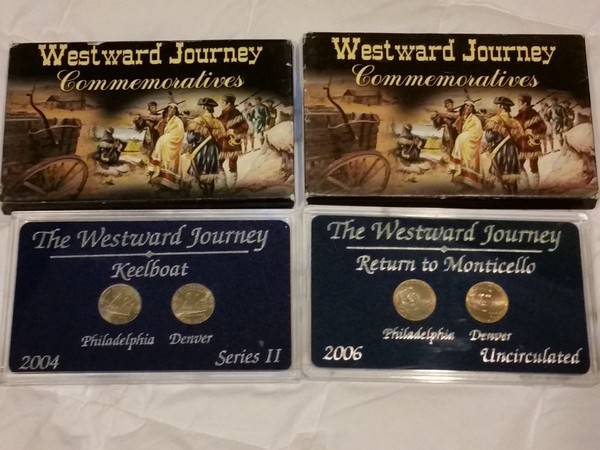 Westward Journey
Commemoratives
Westward Journey
Commemoratives
The Westward Journey
Keelboat
Philadelphia Denver
2004 Series II
The Westward Journey
Return to Monticello
Philadelphia Denver
2006 Uncirculated